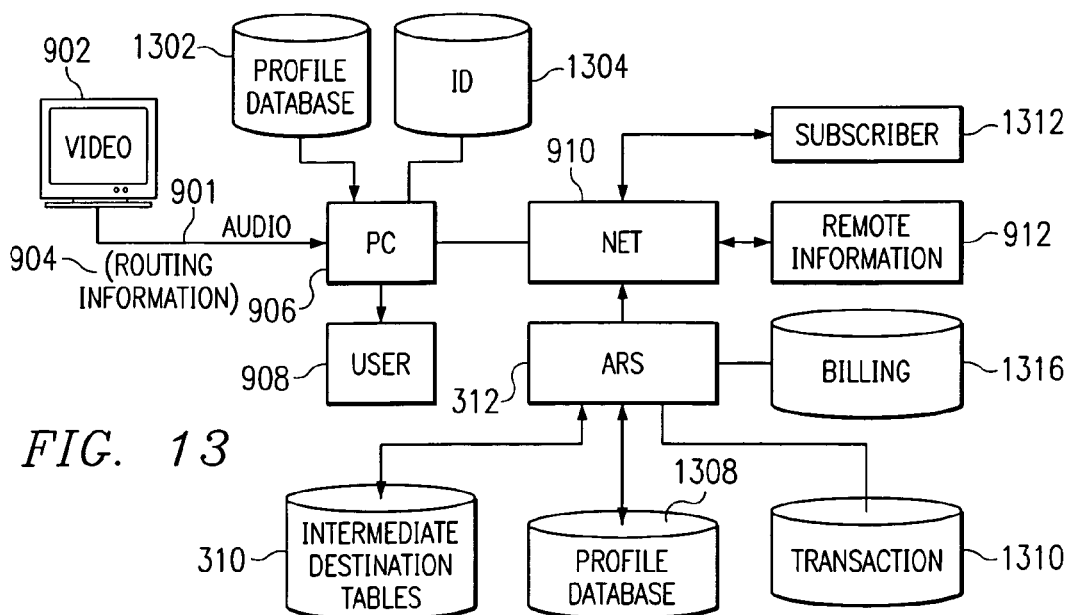 1302
902
PROFILE
DATABASE
ID
1304
VIDEO
901
AUDIO
904
(ROUTING
INFORMATION)
PC
906
910
NET
SUBSCRIBER
1312
REMOTE
INFORMATION
912
USER
908
ARS
312
BILLING
1316
FIG. 13
310
INTERMEDIATE
DESTINATION
TABLES
1308
PROFILE
DATABASE
TRANSACTION
1310